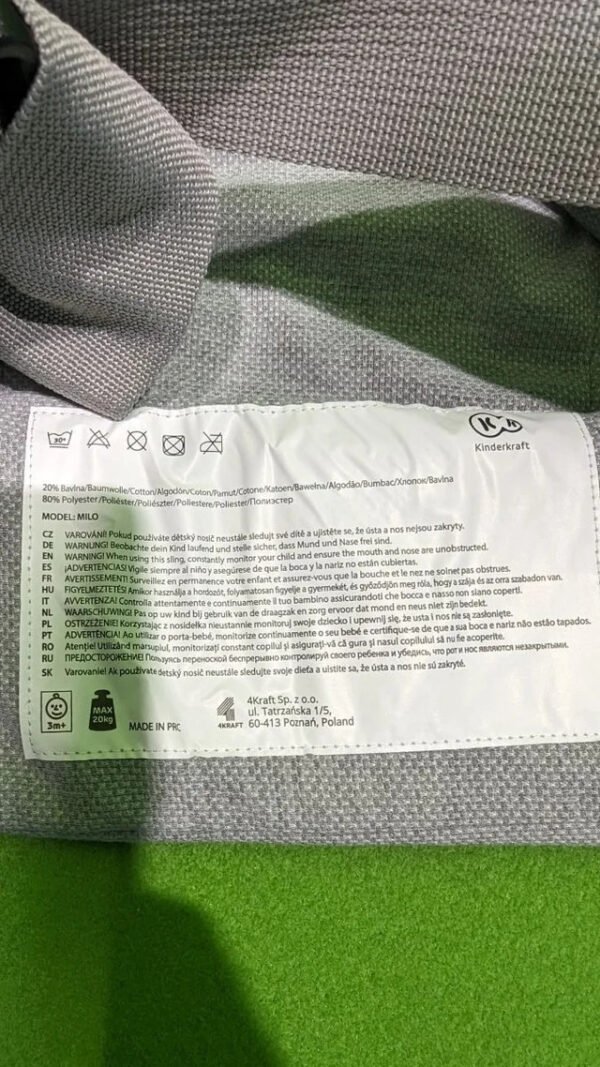 30°
K K
Kinderkraft
20% Bavlna/Baumwolle/Cotton/Algodón/Coton/Pamut/Cotone/Katoen/Bawełna/Algodão/Bumbac/Хлопок/Bavlna
80% Polyester/Poliéster/Poliészter/Poliestere/Poliester/Полиэстер
MODEL: MILO
CZ VAROVÁNÍ! Pokud používáte dětský nosič neustále sledujt své dítě a ujistěte se, že ústa a nos nejsou zakryty.
DE WARNUNG! Beobachte dein Kind laufend und stelle sicher, dass Mund und Nase frei sind.
EN WARNING! When using this sling, constantly monitor your child and ensure the mouth and nose are unobstructed.
ES ¡ADVERTENCIAS! Vigile siempre al niño y asegúrese de que la boca y la nariz no están cubiertas.
FR AVERTISSEMENT! Surveillez en permanence votre enfant et assurez-vous que la bouche et le nez ne solnet pas obstrues.
HU FIGYELMEZTETÉS! Amikor használja a hordozót, folyamatosan figyelje a gyermekét, és győződjön meg róla, hogy a szája és az orra szabadon van.
IT AVVERTENZA! Controlla attentamente e continuamente il tuo bambino assicurandoti che bocca e nasso non siano coperti.
NL WAARSCHUWING! Pas op uw kind bij gebruik van de draagzak en zorg ervoor dat mond en neus niet zijn bedekt.
PL OSTRZEŻENIE! Korzystając z nosidełka nieustannie monitoruj swoje dziecko i upewnij się, że usta i nos nie są zasłonięte.
PT ADVERTÊNCIA! Ao utilizar o porta-bebé, monitorize continuamente o seu bebé e certifique-se de que a sua boca e nariz não estão tapados.
RO Atenție! Utilizând marsupiul, monitorizați constant copilul și asigurați-vă că gura și nasul copilului să nu fie acoperite.
RU ПРЕДОСТОРОЖЕНИЕ! Пользуясь переноской беспрерывно контролируй своего ребенка и убедись, что рот и нос являются незакрытыми.
SK Varovanie! Ak používate detský nosič neustále sledujte svoje dieťa a uistite sa, že ústa a nos nie sú zakryté.
3m+
MAX
20kg
MADE IN PRC
4KRAFT
4Kraft Sp. z o.o.
ul. Tatrzańska 1/5,
60-413 Poznań, Poland